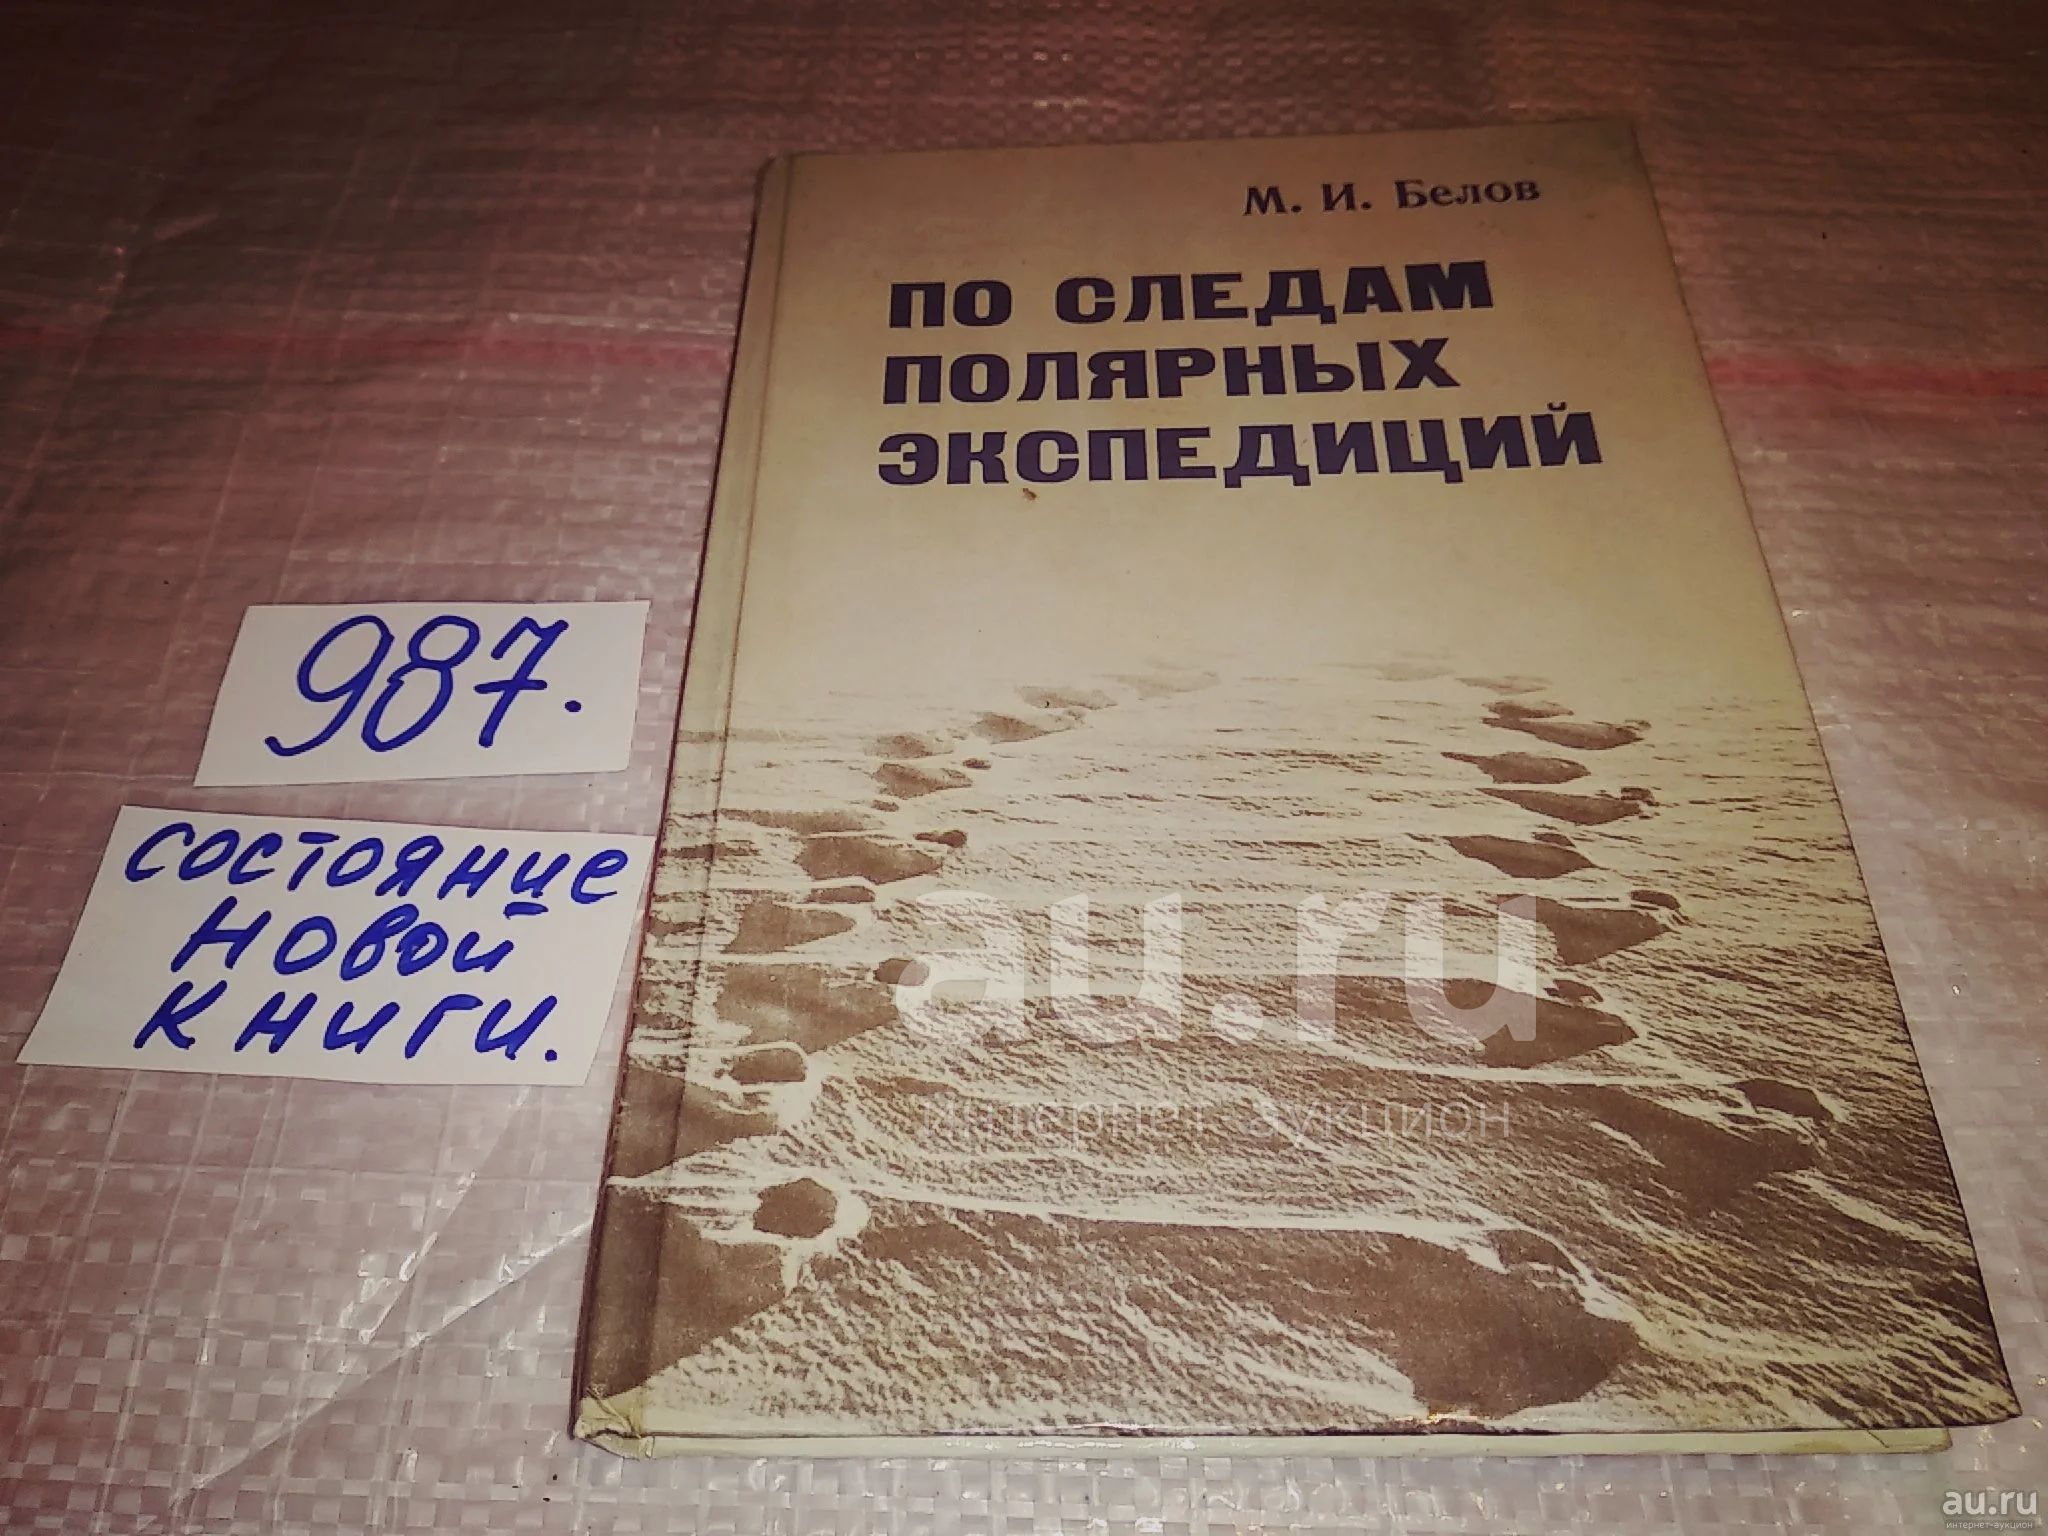 М. И. Белов
ПО СЛЕДАМ
ПОЛЯРНЫХ
ЭКСПЕДИЦИЙ
987.
состояние
новой
книги.
au.ru
интернет-аукцион
au.ru
интернет-аукцион